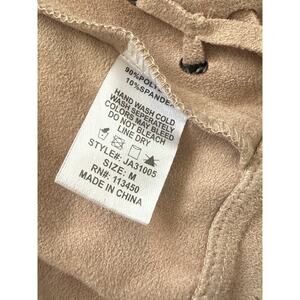 90% POLY
10% SPANDEX
HAND WASH COLD
WASH SEPERATELY
COLORS MAY BLEED
DO NOT BLEACH
LINE DRY
STYLE#: JA31005
SIZE: M
RN#: 113450
MADE IN CHINA